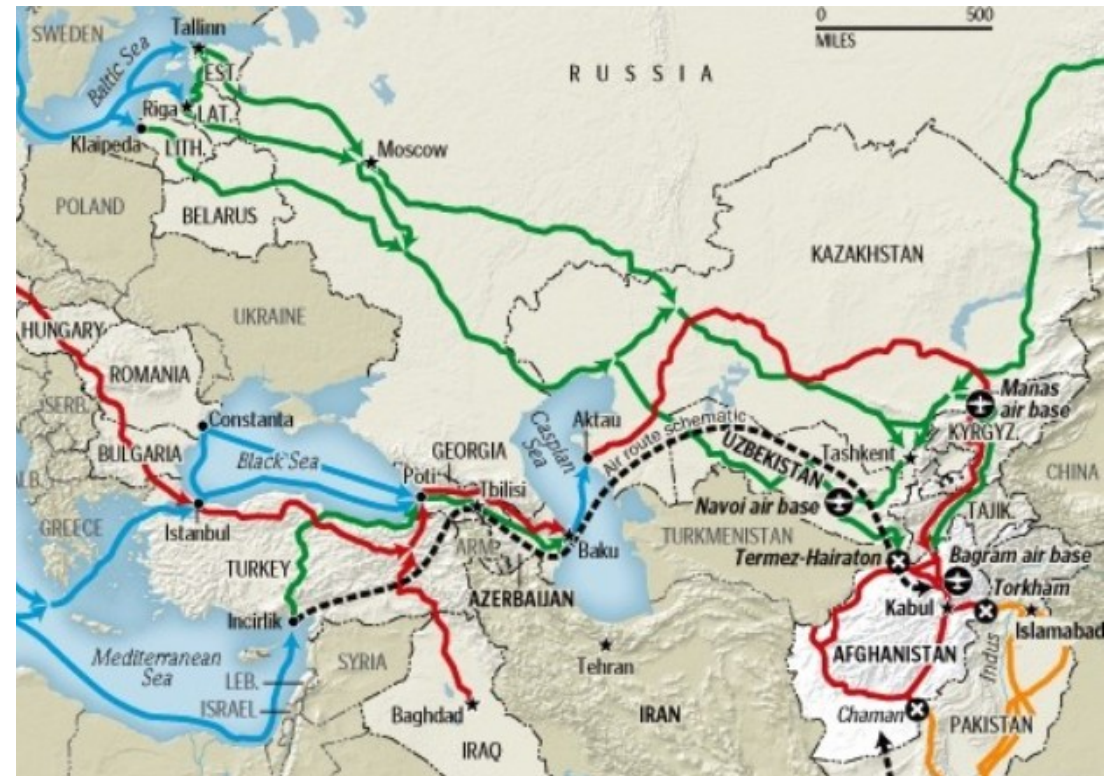 SWEDEN
Tallinn
0 500
MILES
Baltic Sea
EST.
RUSSIA
Riga
LAT.
Klaipeda
LITH.
Moscow
POLAND
BELARUS
KAZAKHSTAN
HUNGARY
UKRAINE
ROMANIA
SERB.
Constanta
Aktau
Manas
air base
BULGARIA
Black Sea
GEORGIA
Caspian
Sea
Air route schematic
KYRGYZ.
Poti
Tbilisi
UZBEKISTAN
Tashkent
CHINA
GREECE
Istanbul
Navoi air base
TAJIK.
ARM.
Baku
TURKMENISTAN
TURKEY
Termez-Hairaton
Bagram air base
AZERBAIJAN
Kabul
Torkham
Incirlik
Islamabad
Mediterranean
Sea
SYRIA
Tehran
AFGHANISTAN
Indus
LEB.
ISRAEL
Baghdad
IRAN
Chaman
PAKISTAN
IRAQ